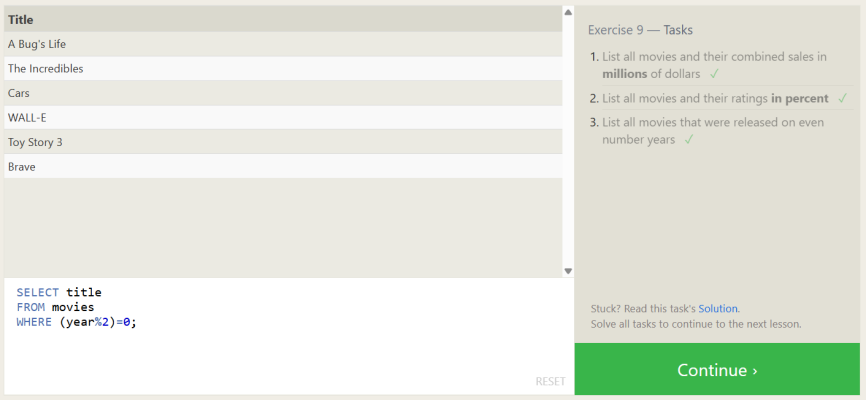 Title
A Bug's Life
The Incredibles
Cars
WALL-E
Toy Story 3
Brave
SELECT title
FROM movies
WHERE (year%2)=0;
RESET
Exercise 9 — Tasks
1. List all movies and their combined sales in
millions of dollars ✓
2. List all movies and their ratings in percent ✓
3. List all movies that were released on even
number years ✓
Stuck? Read this task's Solution.
Solve all tasks to continue to the next lesson.
Continue ›